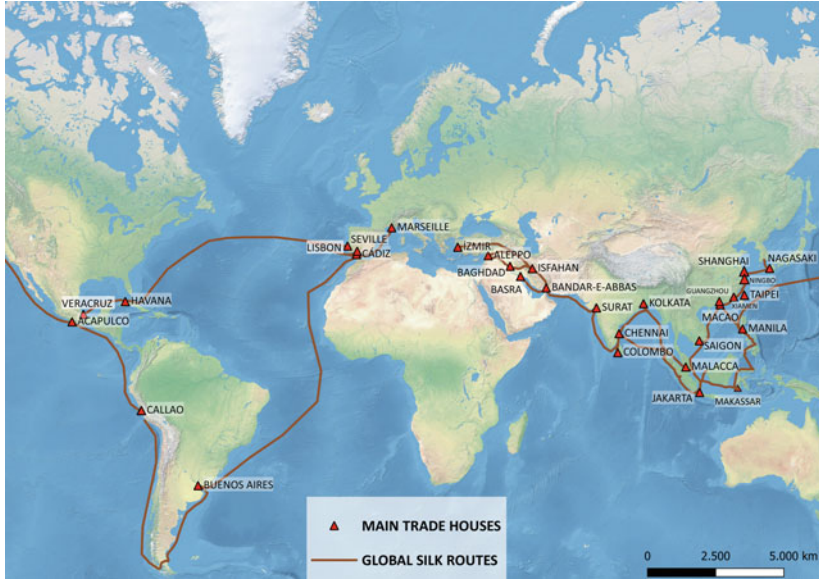 MARSEILLE
SEVILLE
LISBON
CÁDIZ
İZMIR
ALEPPO
BAGHDAD
ISFAHAN
BASRA
BANDAR-E-ABBAS
SHANGHAI
NAGASAKI
NINGBO
GUANGZHOU
TAIPEI
XIAMEN
MACAO
VERACRUZ
HAVANA
ACAPULCO
SURAT
KOLKATA
MANILA
CHENNAI
SAIGON
COLOMBO
MALACCA
JAKARTA
MAKASSAR
CALLAO
BUENOS AIRES
MAIN TRADE HOUSES
GLOBAL SILK ROUTES
0 2.500 5.000 km